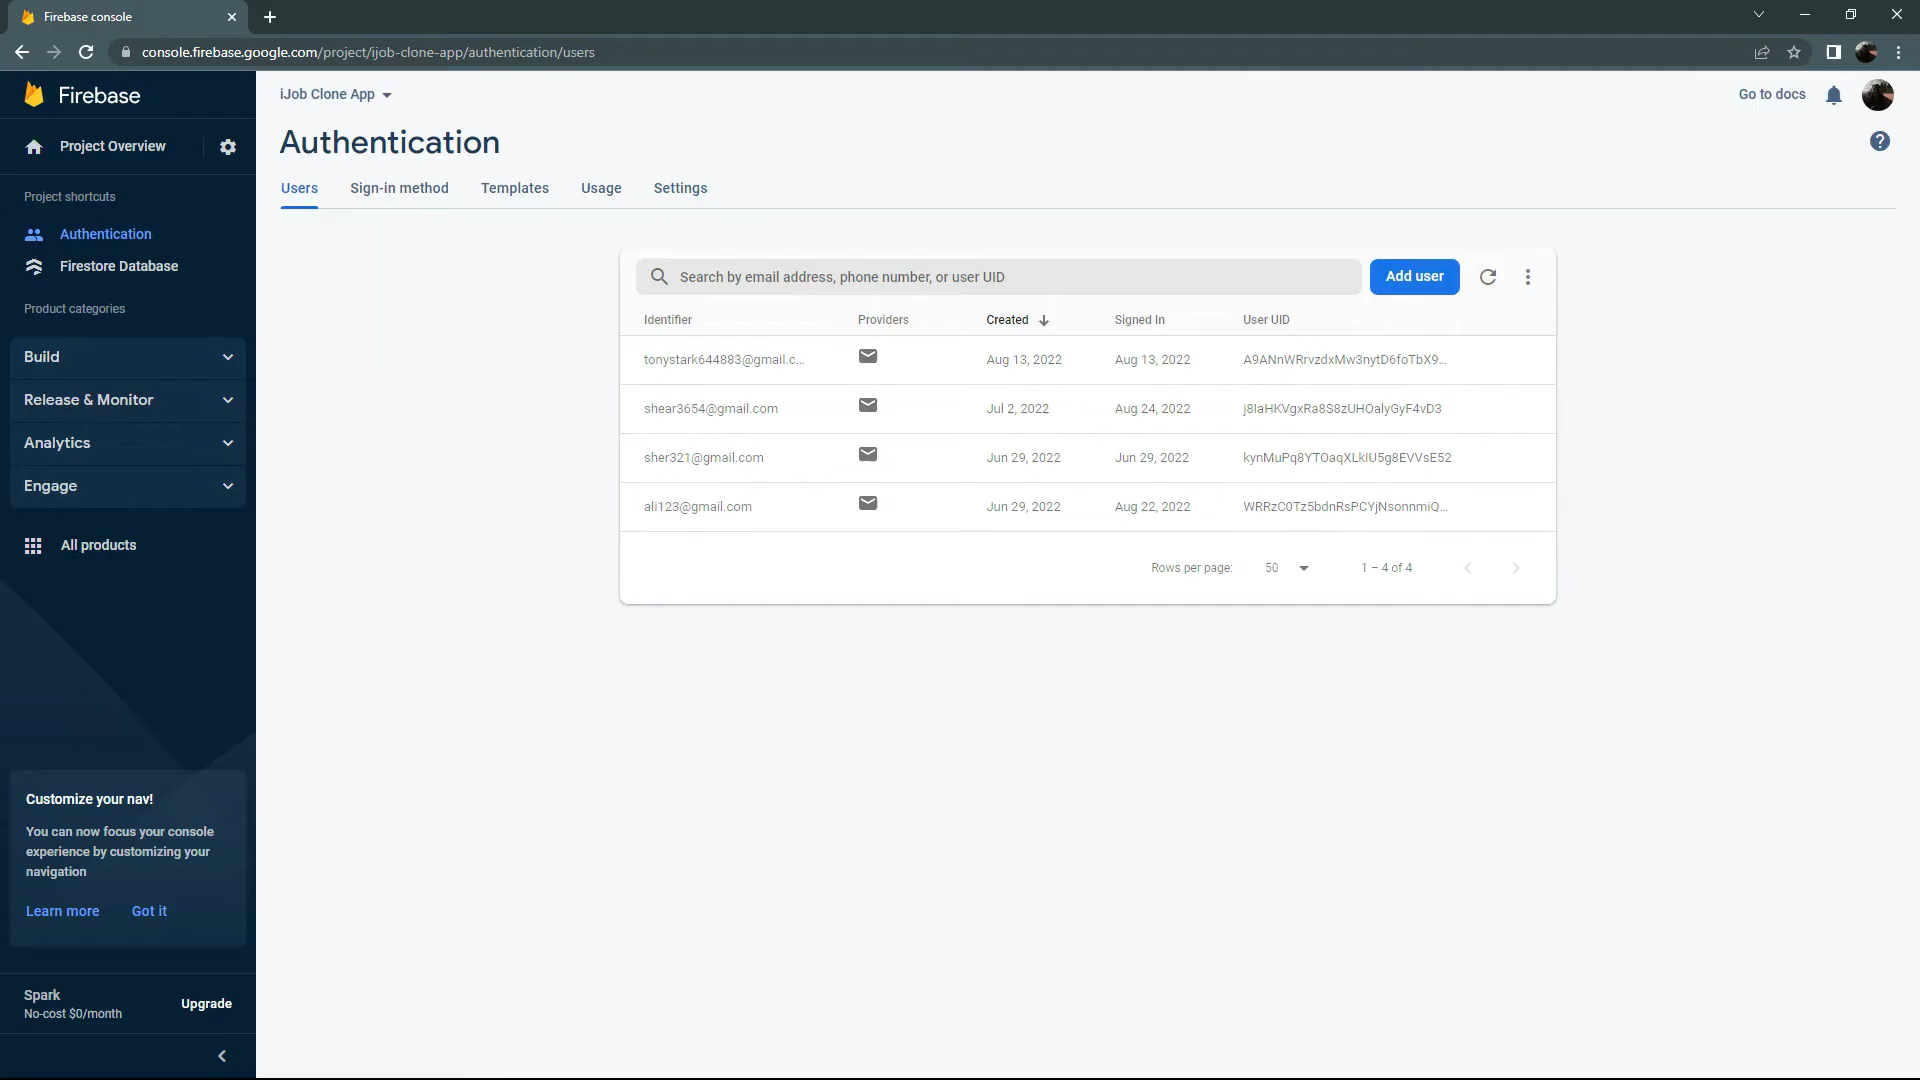 Firebase console
console.firebase.google.com/project/ijob-clone-app/authentication/users
Firebase
iJob Clone App
Go to docs
Project Overview
Authentication
Users
Sign-in method
Templates
Usage
Settings
Project shortcuts
Authentication
Firestore Database
Product categories
Build
Release & Monitor
Analytics
Engage
All products
Search by email address, phone number, or user UID
Add user
Identifier Providers Created Signed In User UID
tonystark644883@gmail.c... Aug 13, 2022 Aug 13, 2022 A9ANnWRrvzdxMw3nytD6foTbX9...
shear3654@gmail.com Jul 2, 2022 Aug 24, 2022 j8IaHKVgxRa8S8zUHOalyGyF4vD3
sher321@gmail.com Jun 29, 2022 Jun 29, 2022 kynMuPq8YTOaqXLkIU5g8EVVsE52
ali123@gmail.com Jun 29, 2022 Aug 22, 2022 WRRzC0Tz5bdnRsPCYjNsonnmiQ...
Rows per page: 50 1 – 4 of 4
Customize your nav!
You can now focus your console
experience by customizing your
navigation
Learn more Got it
Spark
No-cost $0/month
Upgrade